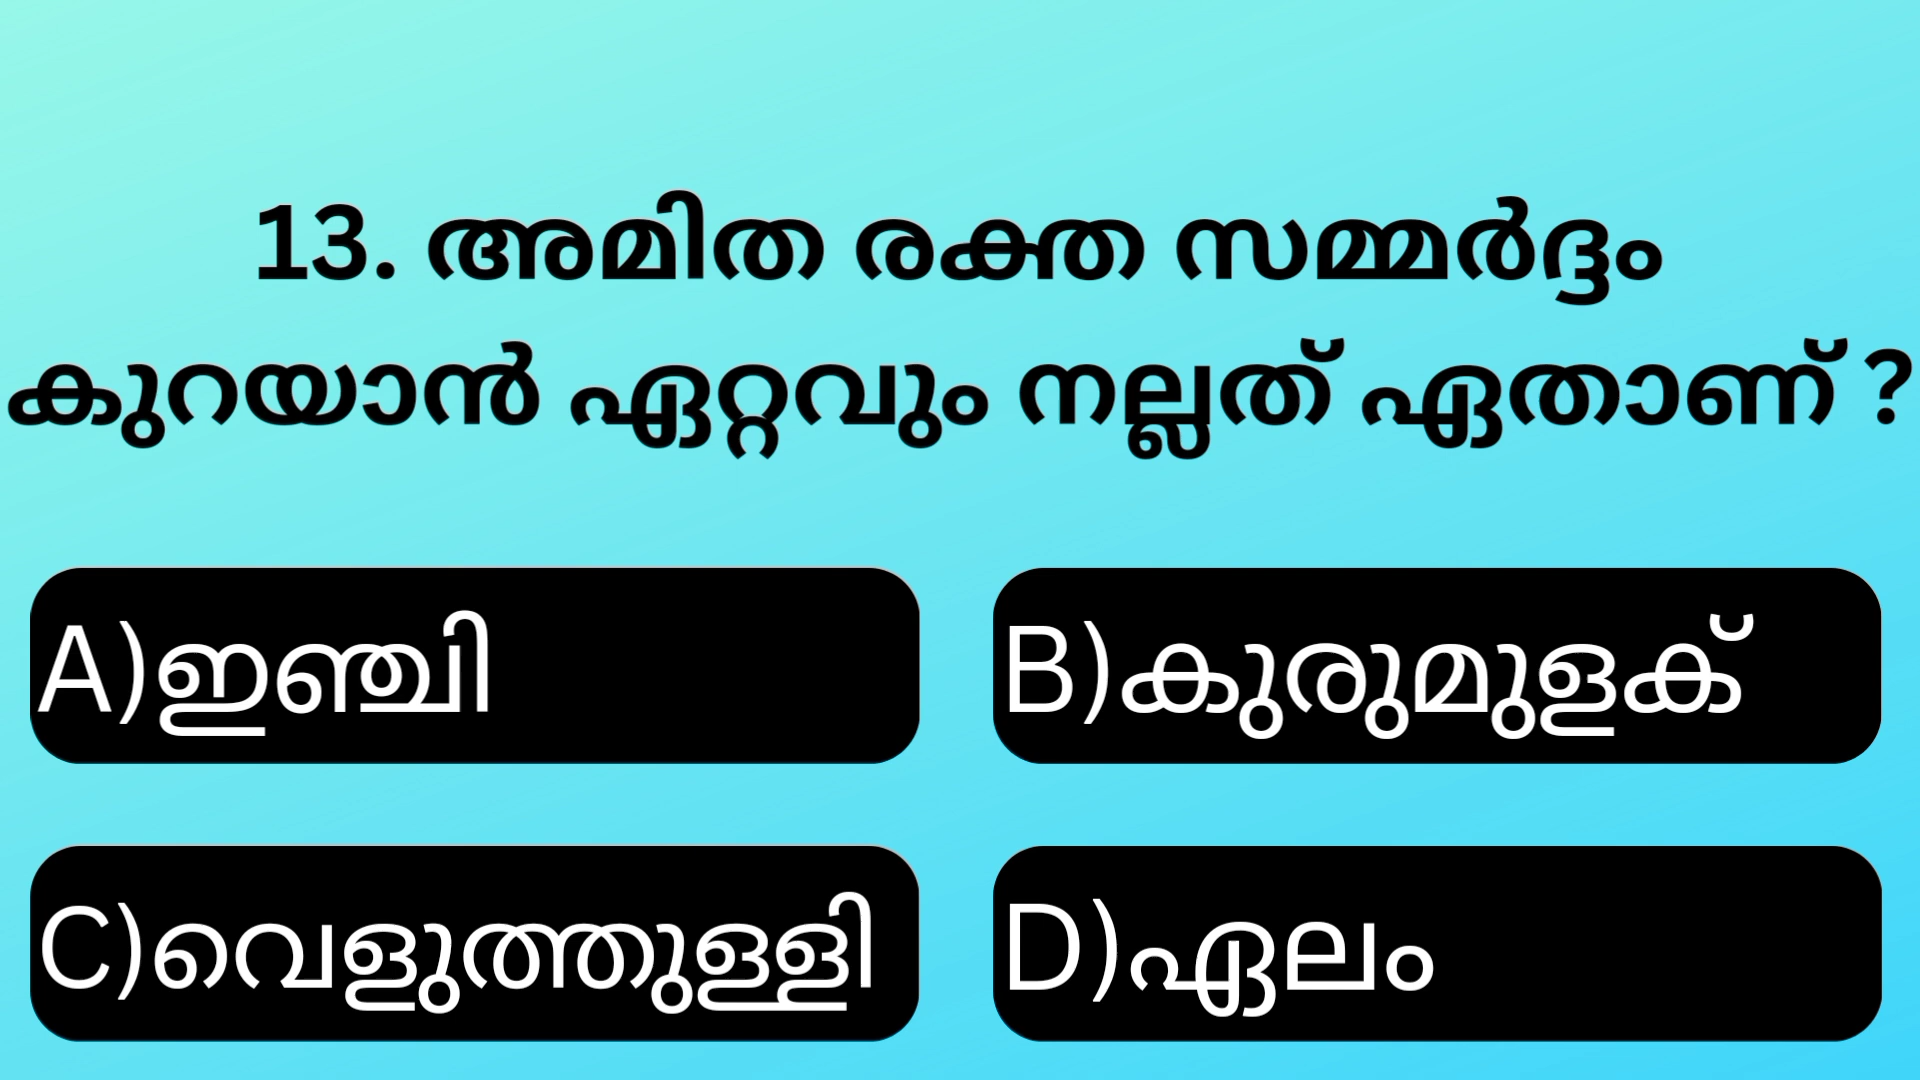 13. അമിത രക്ത സമ്മർദ്ദം
കുറയാൻ ഏറ്റവും നല്ലത് ഏതാണ് ?
A)ഇഞ്ചി
B)കുരുമുളക്
C)വെളുത്തുള്ളി
D)ഏലം